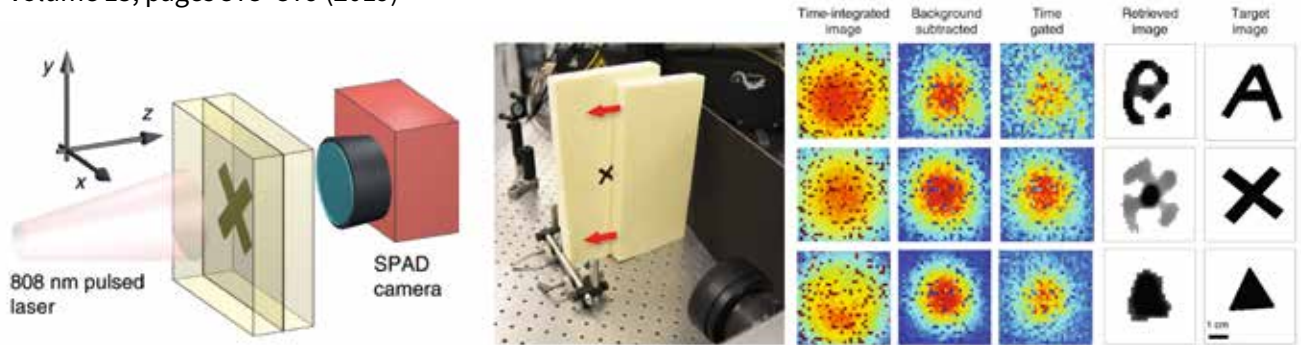 Time-integrated image
Background subtracted
Time gated
Retrieved image
Target image
y
z
x
808 nm pulsed laser
SPAD camera
1 cm